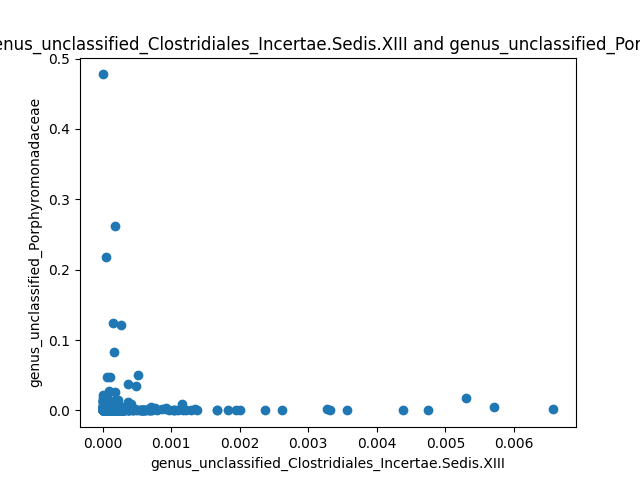 enus_unclassified_Clostridiales_Incertae.Sedis.XIII and genus_unclassified_Por
0.5
0.4
0.3
0.2
0.1
0.0
genus_unclassified_Porphyromonadaceae
0.000 0.001 0.002 0.003 0.004 0.005 0.006
genus_unclassified_Clostridiales_Incertae.Sedis.XIII